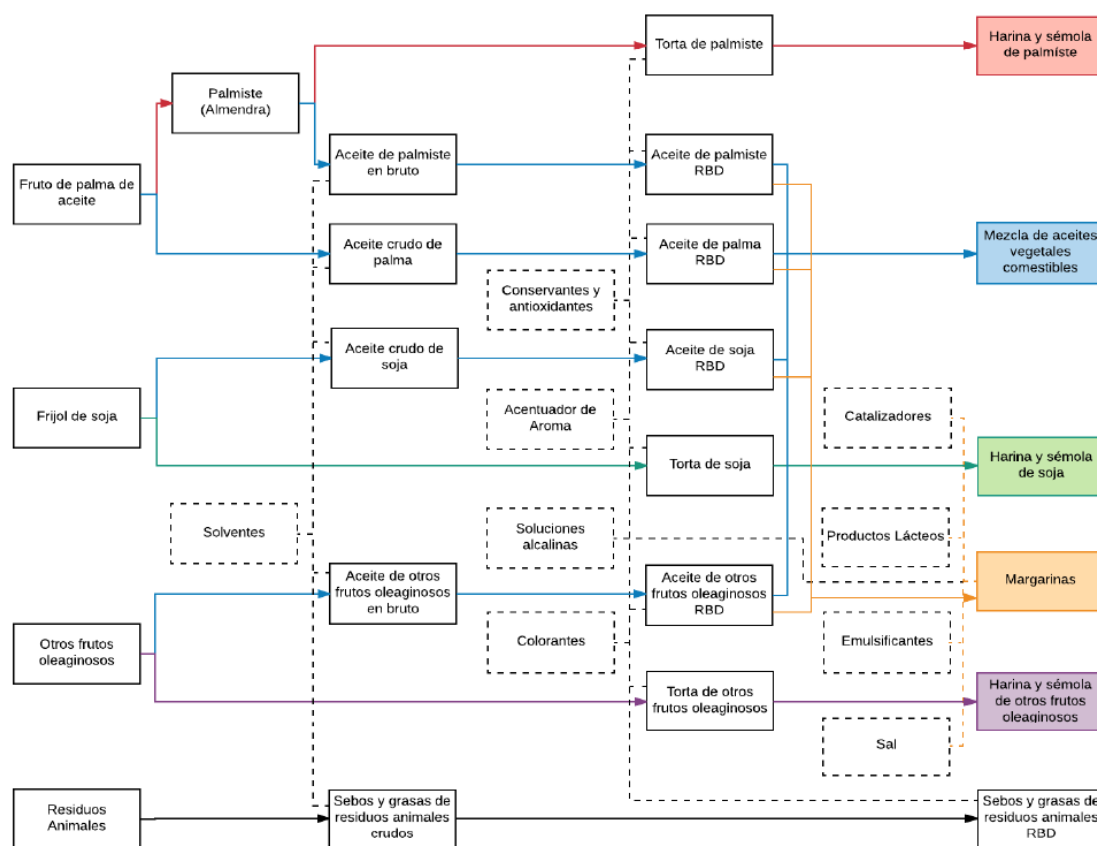 Torta de palmiste
Harina y sémola
de palmíste
Palmiste
(Almendra)
Fruto de palma de
aceite
Aceite de palmiste
en bruto
Aceite de palmiste
RBD
Aceite crudo de
palma
Aceite de palma
RBD
Mezcla de aceites
vegetales
comestibles
Conservantes y
antioxidantes
Aceite crudo de
soja
Aceite de soja
RBD
Frijol de soja
Acentuador de
Aroma
Catalizadores
Torta de soja
Harina y sémola
de soja
Solventes
Soluciones
alcalinas
Productos Lácteos
Aceite de otros
frutos oleaginosos
en bruto
Aceite de otros
frutos oleaginosos
RBD
Margarinas
Otros frutos
oleaginosos
Colorantes
Emulsificantes
Torta de otros
frutos oleaginosos
Harina y sémola
de otros frutos
oleaginosos
Sal
Residuos
Animales
Sebos y grasas de
residuos animales
crudos
Sebos y grasas de
residuos animales
RBD